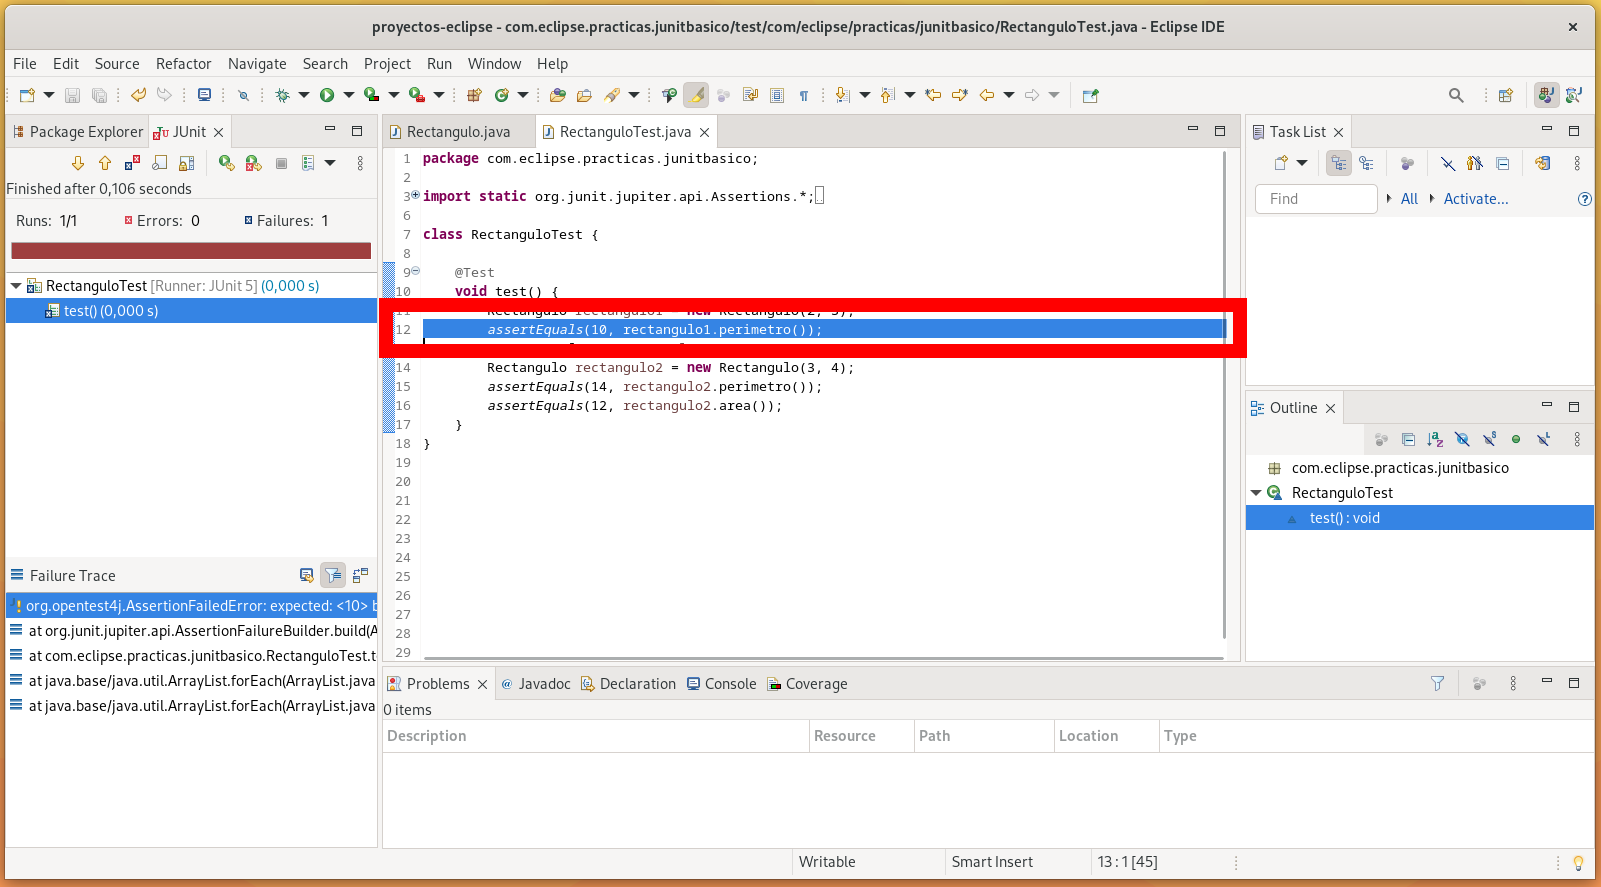 proyectos-eclipse - com.eclipse.practicas.junitbasico/test/com/eclipse/practicas/junitbasico/RectanguloTest.java - Eclipse IDE
File Edit Source Refactor Navigate Search Project Run Window Help
Package Explorer
JUnit
Finished after 0,106 seconds
Runs: 1/1
Errors: 0
Failures: 1
RectanguloTest [Runner: JUnit 5] (0,000 s)
test() (0,000 s)
Failure Trace
org.opentest4j.AssertionFailedError: expected: <10> b
at org.junit.jupiter.api.AssertionFailureBuilder.build(A
at com.eclipse.practicas.junitbasico.RectanguloTest.t
at java.base/java.util.ArrayList.forEach(ArrayList.java
at java.base/java.util.ArrayList.forEach(ArrayList.java
Rectangulo.java
RectanguloTest.java
1 package com.eclipse.practicas.junitbasico;
2
3 import static org.junit.jupiter.api.Assertions.*;
6
7 class RectanguloTest {
8
9 @Test
10 void test() {
11 Rectangulo rectangulo1 = new Rectangulo(2, 3);
12 assertEquals(10, rectangulo1.perimetro());
14 Rectangulo rectangulo2 = new Rectangulo(3, 4);
15 assertEquals(14, rectangulo2.perimetro());
16 assertEquals(12, rectangulo2.area());
17 }
18 }
19
20
21
22
23
24
25
26
27
28
29
Task List
Find
All
Activate...
Outline
com.eclipse.practicas.junitbasico
RectanguloTest
test() : void
Problems
Javadoc
Declaration
Console
Coverage
0 items
Description Resource Path Location Type
Writable
Smart Insert
13 : 1 [45]